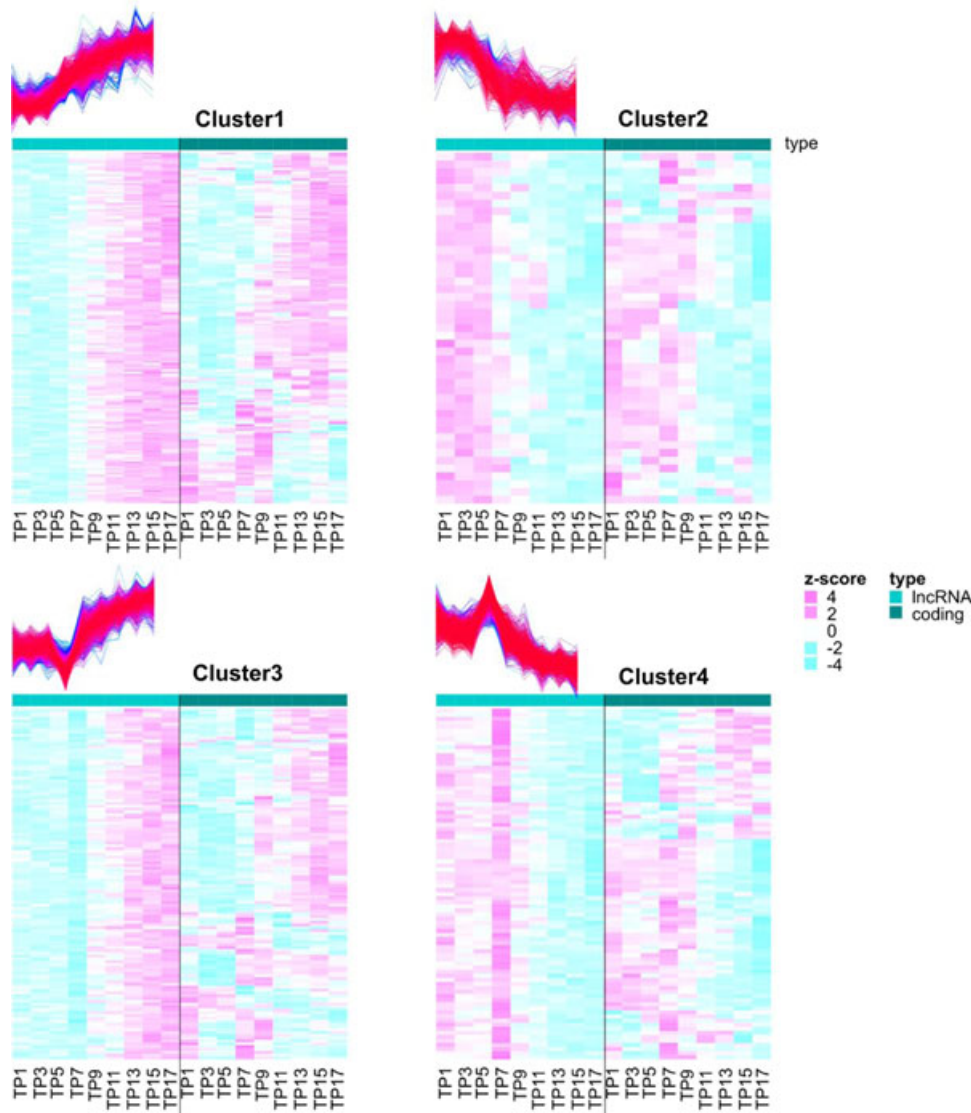 Cluster1
Cluster2
type
TP1 TP3 TP5 TP7 TP9 TP11 TP13 TP15 TP17 TP1 TP3 TP5 TP7 TP9 TP11 TP13 TP15 TP17
TP1 TP3 TP5 TP7 TP9 TP11 TP13 TP15 TP17 TP1 TP3 TP5 TP7 TP9 TP11 TP13 TP15 TP17
z-score
4
2
0
-2
-4
type
lncRNA
coding
Cluster3
Cluster4
TP1 TP3 TP5 TP7 TP9 TP11 TP13 TP15 TP17 TP1 TP3 TP5 TP7 TP9 TP11 TP13 TP15 TP17
TP1 TP3 TP5 TP7 TP9 TP11 TP13 TP15 TP17 TP1 TP3 TP5 TP7 TP9 TP11 TP13 TP15 TP17